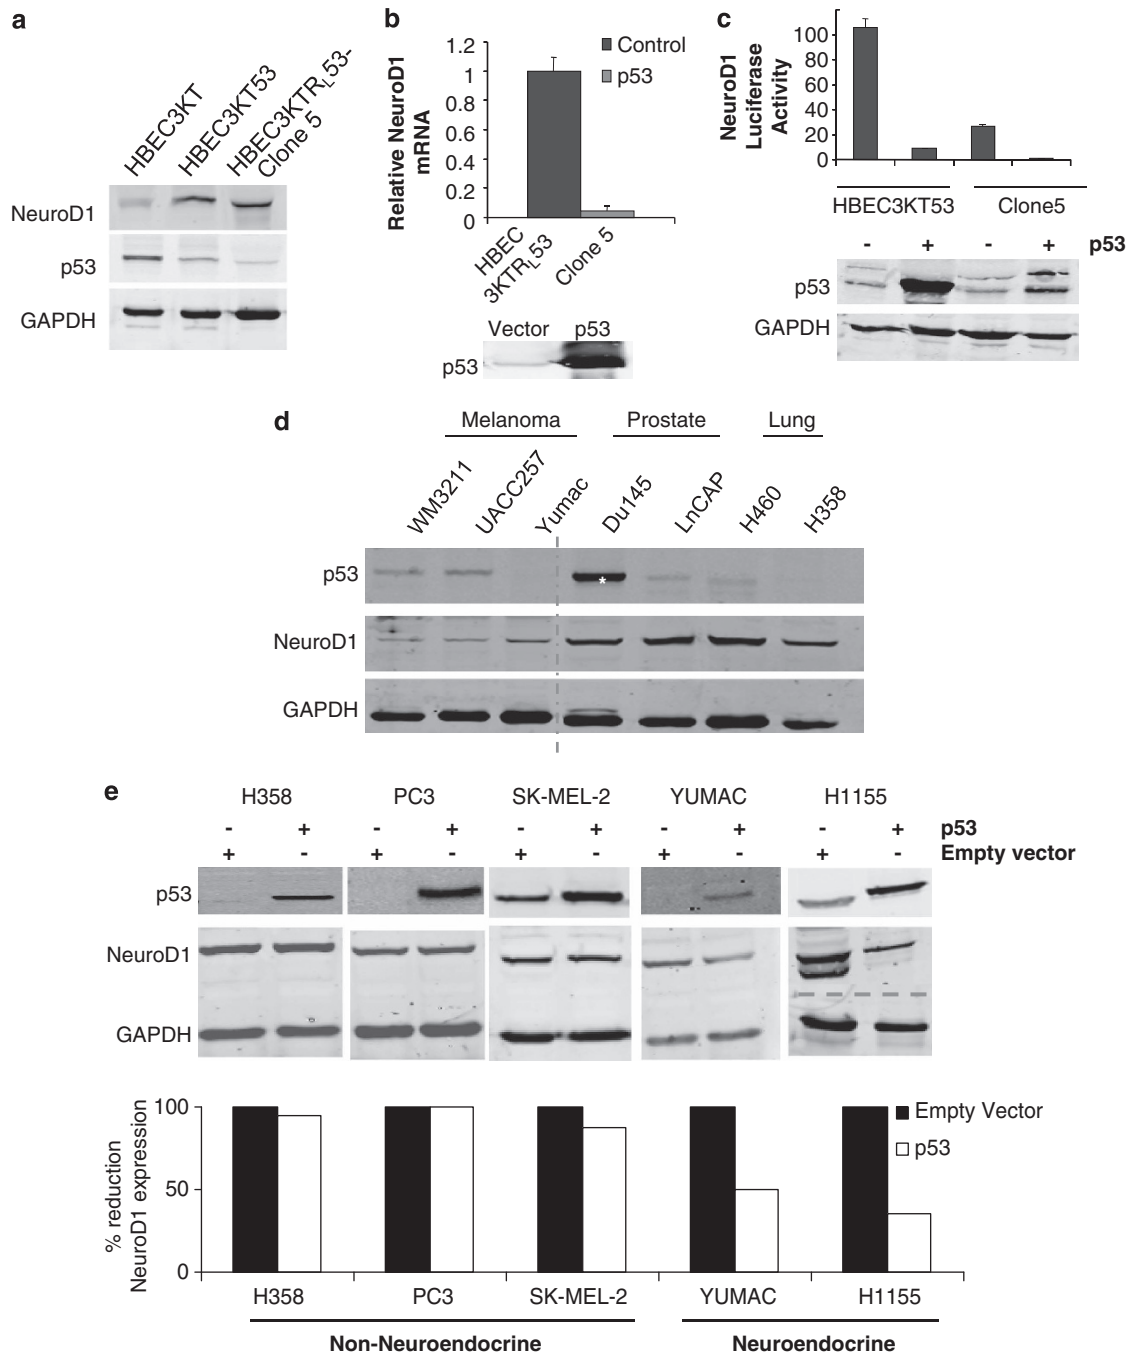 a
HBEC3KT
HBEC3KT53
HBEC3KTRL53-
Clone 5
NeuroD1
p53
GAPDH
b
Relative NeuroD1
mRNA
1.2
1
0.8
0.6
0.4
0.2
0
Control
p53
HBEC
3KTRL53
Clone 5
Vector p53
p53
c
NeuroD1
Luciferase
Activity
100
80
60
40
20
0
HBEC3KT53 Clone5
- + - + p53
p53
GAPDH
d
Melanoma Prostate Lung
WM3211
UACC257
Yumac
Du145
LnCAP
H460
H358
p53
*
NeuroD1
GAPDH
e
H358 PC3 SK-MEL-2 YUMAC H1155
- + - + - + - + - + p53
+ - + - + - + - + - Empty vector
p53
NeuroD1
GAPDH
% reduction
NeuroD1 expression
100
50
0
Empty Vector
p53
H358 PC3 SK-MEL-2 YUMAC H1155
Non-Neuroendocrine Neuroendocrine